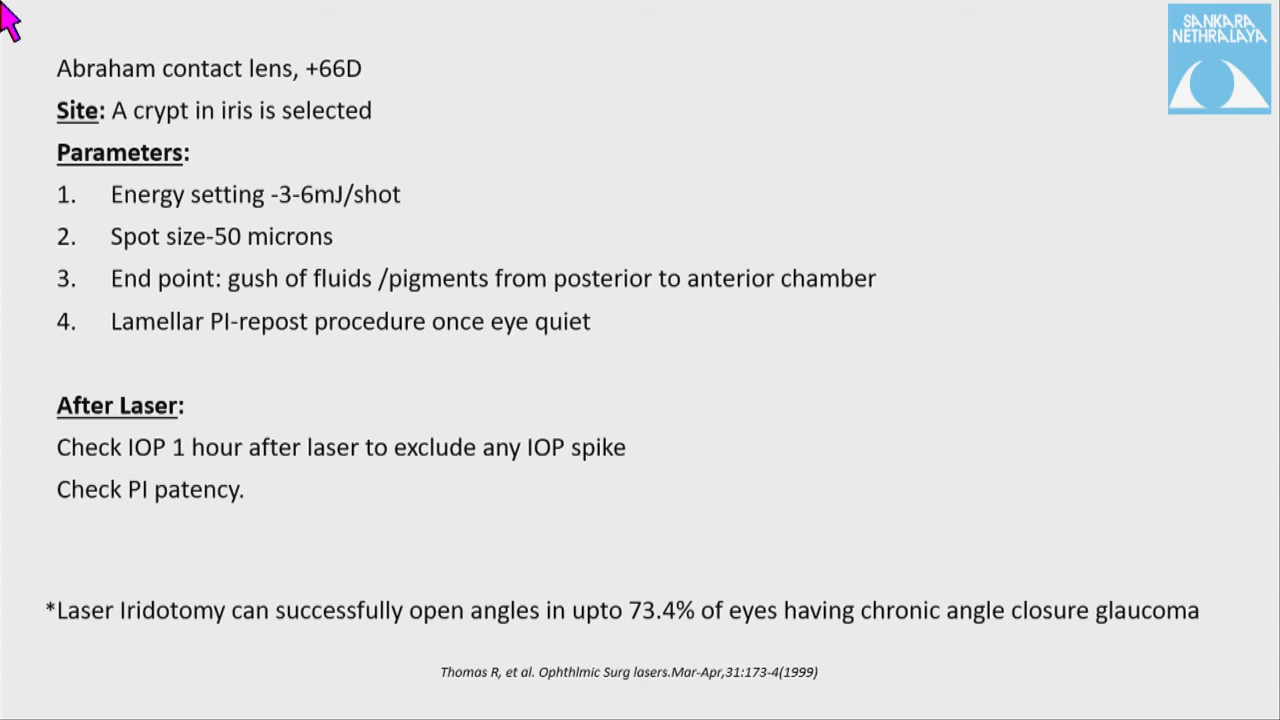 SANKARA
NETHRALAYA
Abraham contact lens, +66D
Site: A crypt in iris is selected
Parameters:
1. Energy setting -3-6mJ/shot
2. Spot size-50 microns
3. End point: gush of fluids /pigments from posterior to anterior chamber
4. Lamellar PI-repost procedure once eye quiet
After Laser:
Check IOP 1 hour after laser to exclude any IOP spike
Check PI patency.
*Laser Iridotomy can successfully open angles in upto 73.4% of eyes having chronic angle closure glaucoma
Thomas R, et al. Ophthlmic Surg lasers.Mar-Apr,31:173-4(1999)